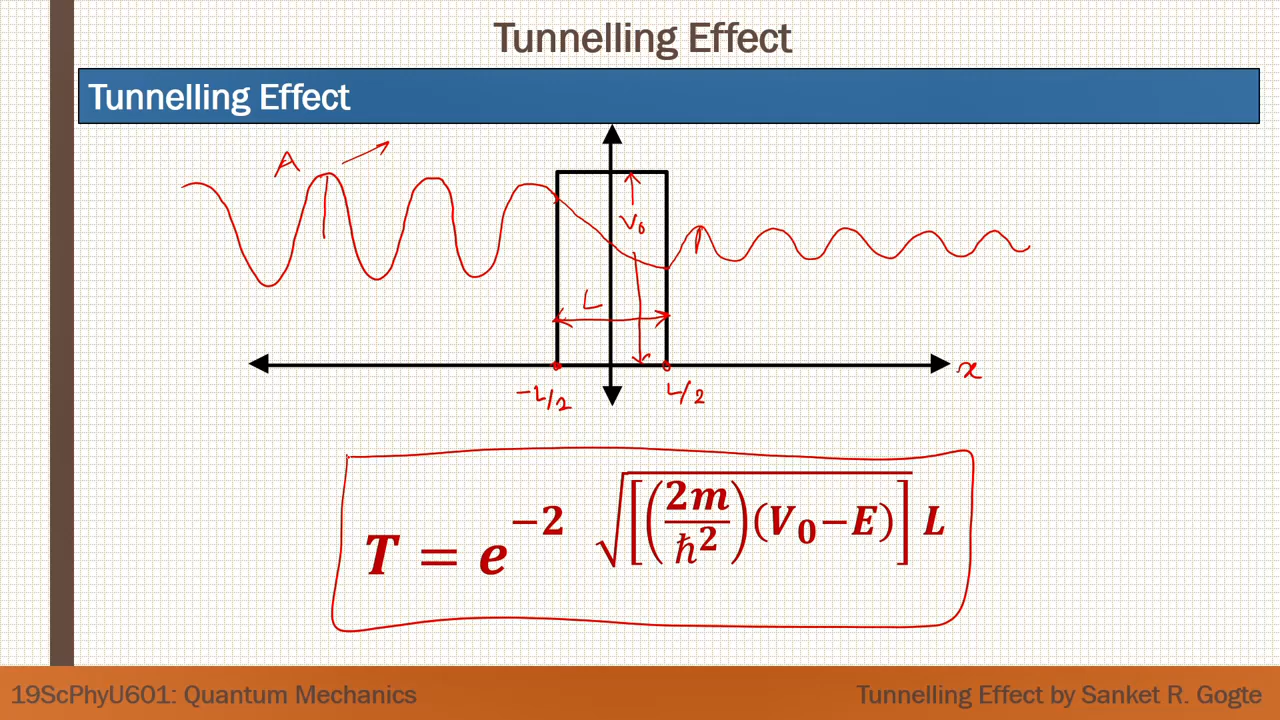 Tunnelling Effect
Tunnelling Effect
A
V₀
L
x
-L/2
L/2
T = e^{-2 √[(2m/ħ²)(V₀-E)] L}
19ScPhyU601: Quantum Mechanics
Tunnelling Effect by Sanket R. Gogte